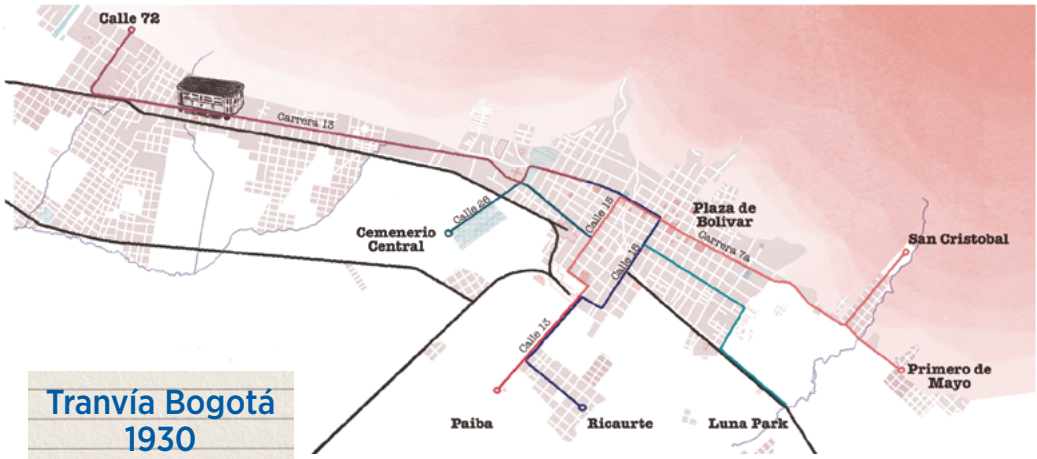 Calle 72
Carrera 13
Calle 26
Cemenerio
Central
Calle 18
Calle 15
Plaza de
Bolivar
Carrera 7a
San Cristobal
Calle 13
Primero de
Mayo
Paiba
Ricaurte
Luna Park
Tranvía Bogotá
1930